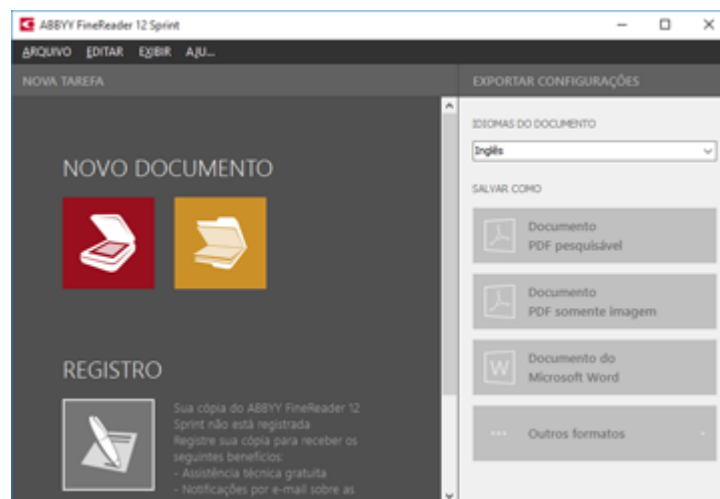 ABBYY FineReader 12 Sprint
ARQUIVO EDITAR EXIBIR AJU...
NOVA TAREFA
NOVO DOCUMENTO
REGISTRO
Sua cópia do ABBYY FineReader 12
Sprint não está registrada
Registre sua cópia para receber os
seguintes benefícios:
- Assistência técnica gratuita
- Notificações por e-mail sobre as
EXPORTAR CONFIGURAÇÕES
IDIOMAS DO DOCUMENTO
Inglês
SALVAR COMO
Documento
PDF pesquisável
Documento
PDF somente imagem
W
Documento do
Microsoft Word
... Outros formatos